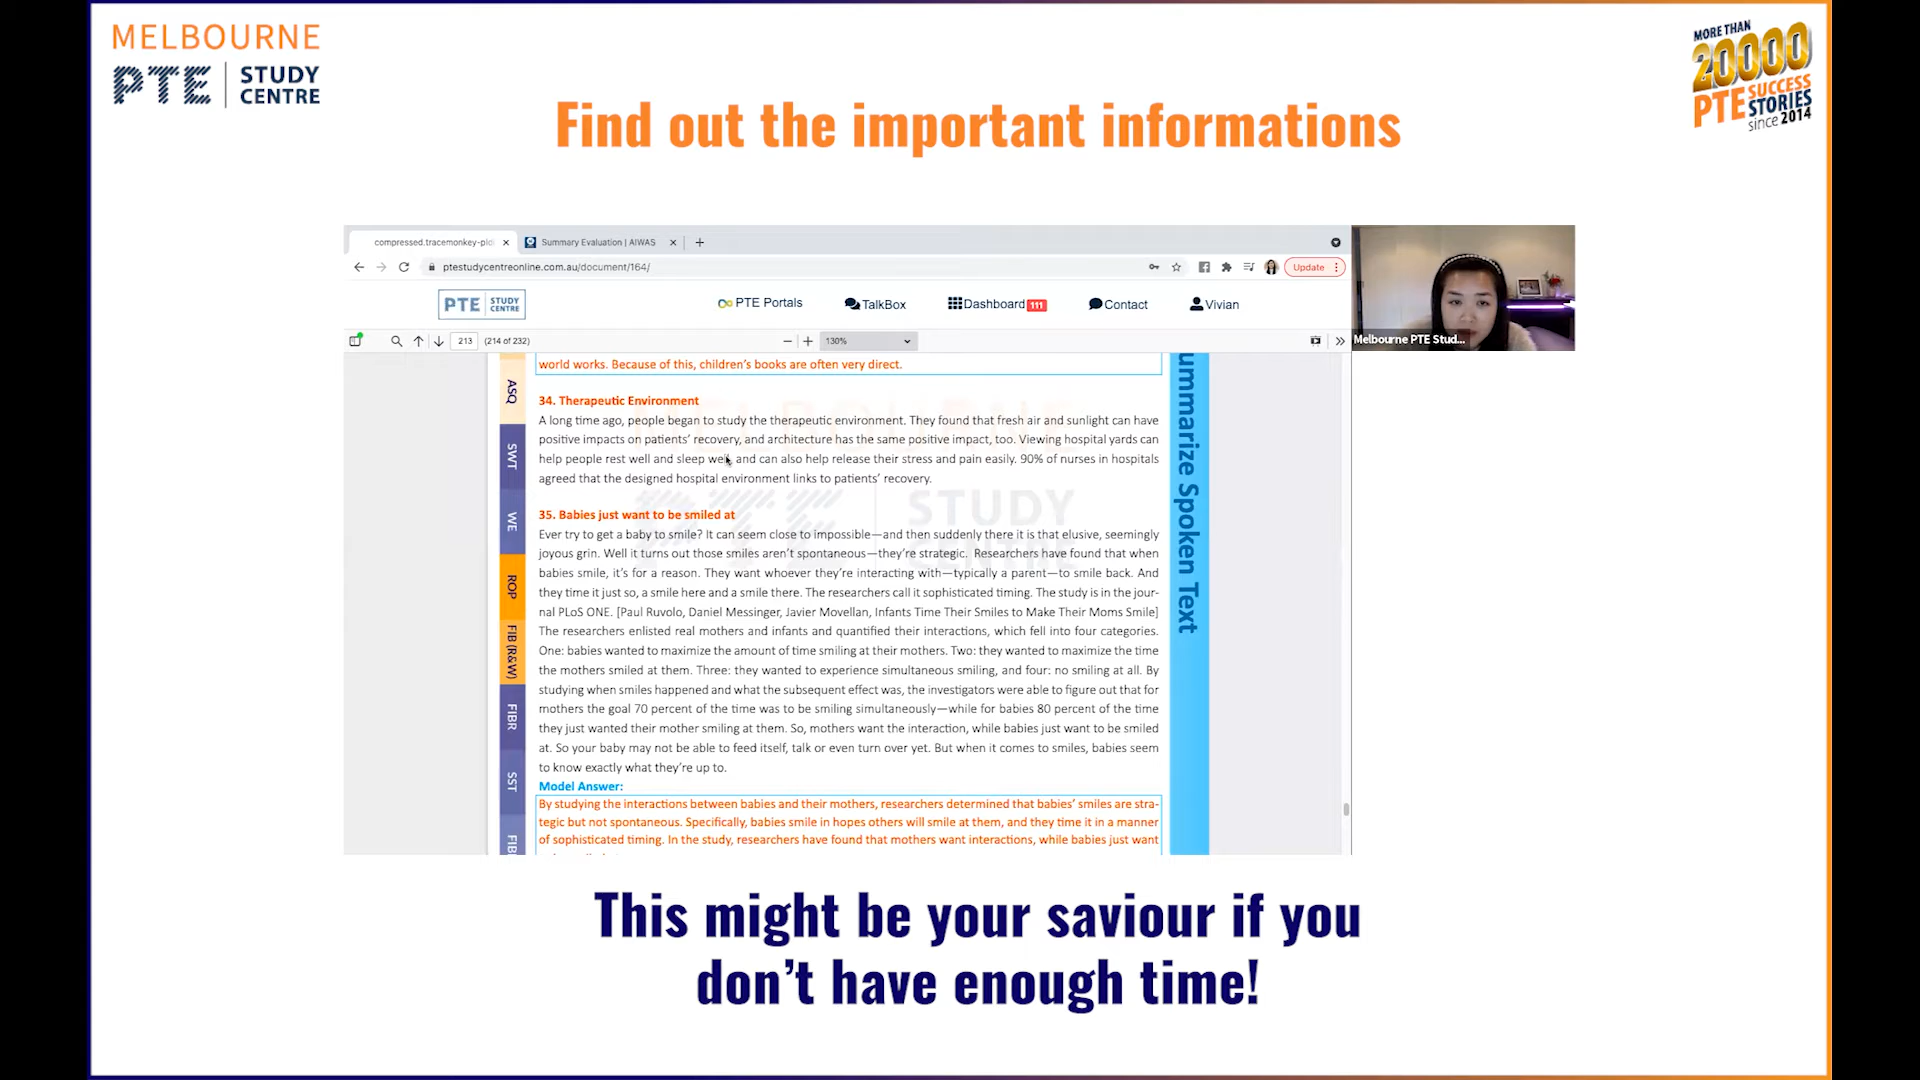 MELBOURNE
PTE STUDY CENTRE
MORE THAN
20000
PTE SUCCESS STORIES
since 2014
Find out the important informations
compressed.tracemonkey-pldi
Summary Evaluation | AIWAS
ptestudycentreonline.com.au/document/164/
Update
PTE STUDY CENTRE
PTE Portals
TalkBox
Dashboard 111
Contact
Vivian
213 (214 of 232)
130%
Melbourne PTE Stud...
world works. Because of this, children's books are often very direct.
34. Therapeutic Environment
A long time ago, people began to study the therapeutic environment. They found that fresh air and sunlight can have
positive impacts on patients' recovery, and architecture has the same positive impact, too. Viewing hospital yards can
help people rest well and sleep well, and can also help release their stress and pain easily. 90% of nurses in hospitals
agreed that the designed hospital environment links to patients' recovery.
35. Babies just want to be smiled at
Ever try to get a baby to smile? It can seem close to impossible—and then suddenly there it is that elusive, seemingly
joyous grin. Well it turns out those smiles aren't spontaneous—they're strategic. Researchers have found that when
babies smile, it's for a reason. They want whoever they're interacting with—typically a parent—to smile back. And
they time it just so, a smile here and a smile there. The researchers call it sophisticated timing. The study is in the jour-
nal PLoS ONE. [Paul Ruvolo, Daniel Messinger, Javier Movellan, Infants Time Their Smiles to Make Their Moms Smile]
The researchers enlisted real mothers and infants and quantified their interactions, which fell into four categories.
One: babies wanted to maximize the amount of time smiling at their mothers. Two: they wanted to maximize the time
the mothers smiled at them. Three: they wanted to experience simultaneous smiling, and four: no smiling at all. By
studying when smiles happened and what the subsequent effect was, the investigators were able to figure out that for
mothers the goal 70 percent of the time was to be smiling simultaneously—while for babies 80 percent of the time
they just wanted their mother smiling at them. So, mothers want the interaction, while babies just want to be smiled
at. So your baby may not be able to feed itself, talk or even turn over yet. But when it comes to smiles, babies seem
to know exactly what they're up to.
Model Answer:
By studying the interactions between babies and their mothers, researchers determined that babies' smiles are stra-
tegic but not spontaneous. Specifically, babies smile in hopes others will smile at them, and they time it in a manner
of sophisticated timing. In the study, researchers have found that mothers want interactions, while babies just want
ASQ
SWT
WE
ROP
FIB (R&W)
FIBR
SST
FIB
ummarize Spoken Text
PTE STUDY CENTRE
This might be your saviour if you
don't have enough time!